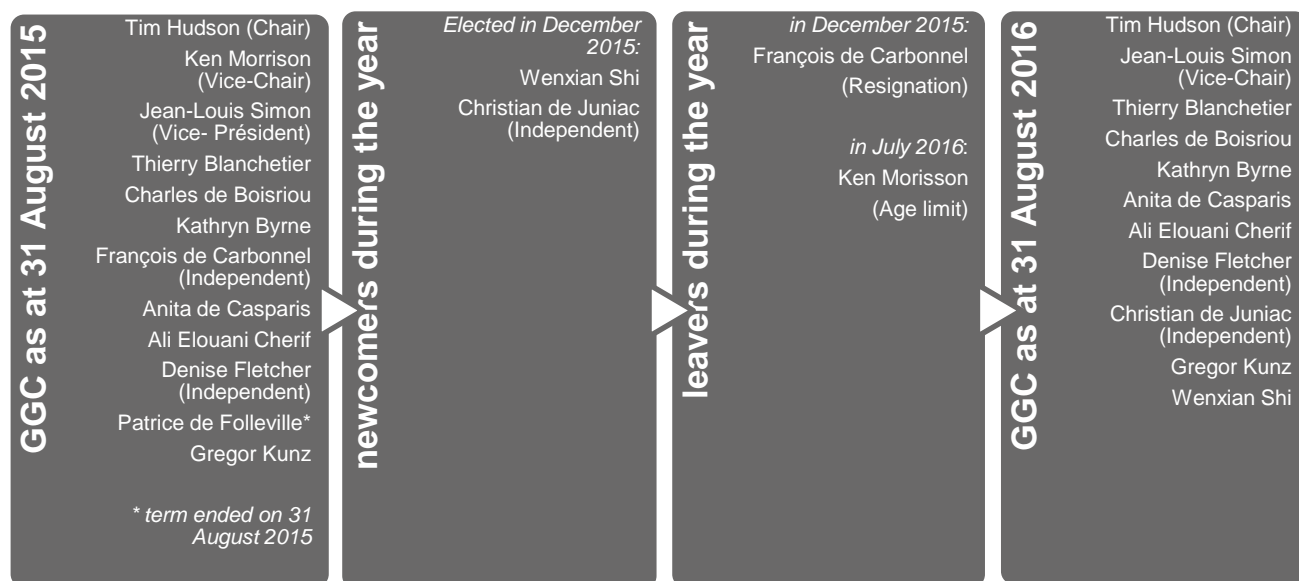 GGC as at 31 August 2015
Tim Hudson (Chair)
Ken Morrison
(Vice-Chair)
Jean-Louis Simon
(Vice- Président)
Thierry Blanchetier
Charles de Boisriou
Kathryn Byrne
François de Carbonnel
(Independent)
Anita de Casparis
Ali Elouani Cherif
Denise Fletcher
(Independent)
Patrice de Folleville*
Gregor Kunz
* term ended on 31
August 2015
newcomers during the year
Elected in December
2015:
Wenxian Shi
Christian de Juniac
(Independent)
leavers during the year
in December 2015:
François de Carbonnel
(Resignation)
in July 2016:
Ken Morisson
(Age limit)
GGC as at 31 August 2016
Tim Hudson (Chair)
Jean-Louis Simon
(Vice-Chair)
Thierry Blanchetier
Charles de Boisriou
Kathryn Byrne
Anita de Casparis
Ali Elouani Cherif
Denise Fletcher
(Independent)
Christian de Juniac
(Independent)
Gregor Kunz
Wenxian Shi